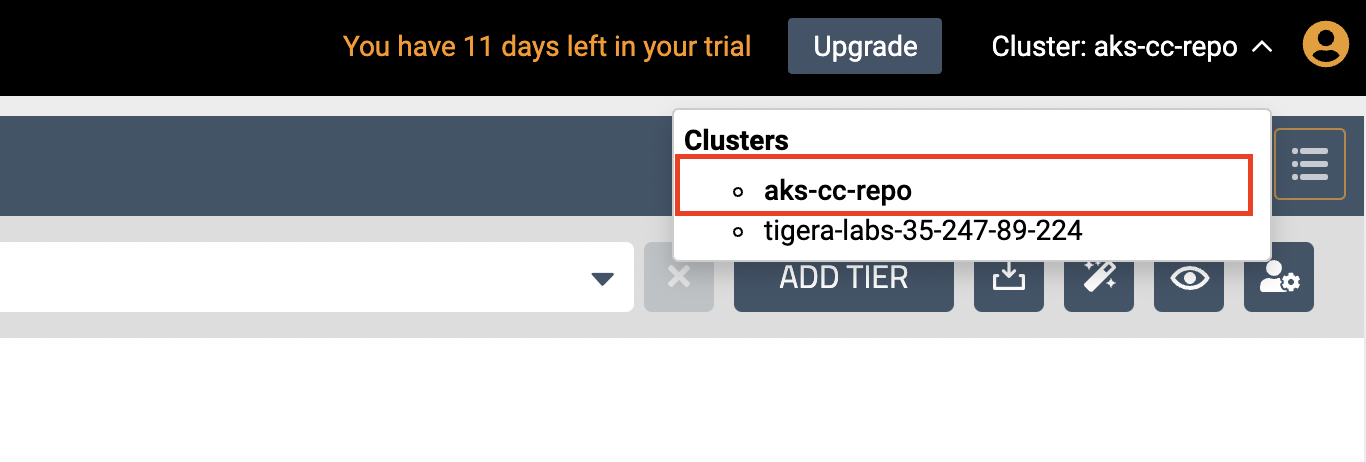 You have 11 days left in your trial
Upgrade
Cluster: aks-cc-repo
Clusters
aks-cc-repo
tigera-labs-35-247-89-224
ADD TIER